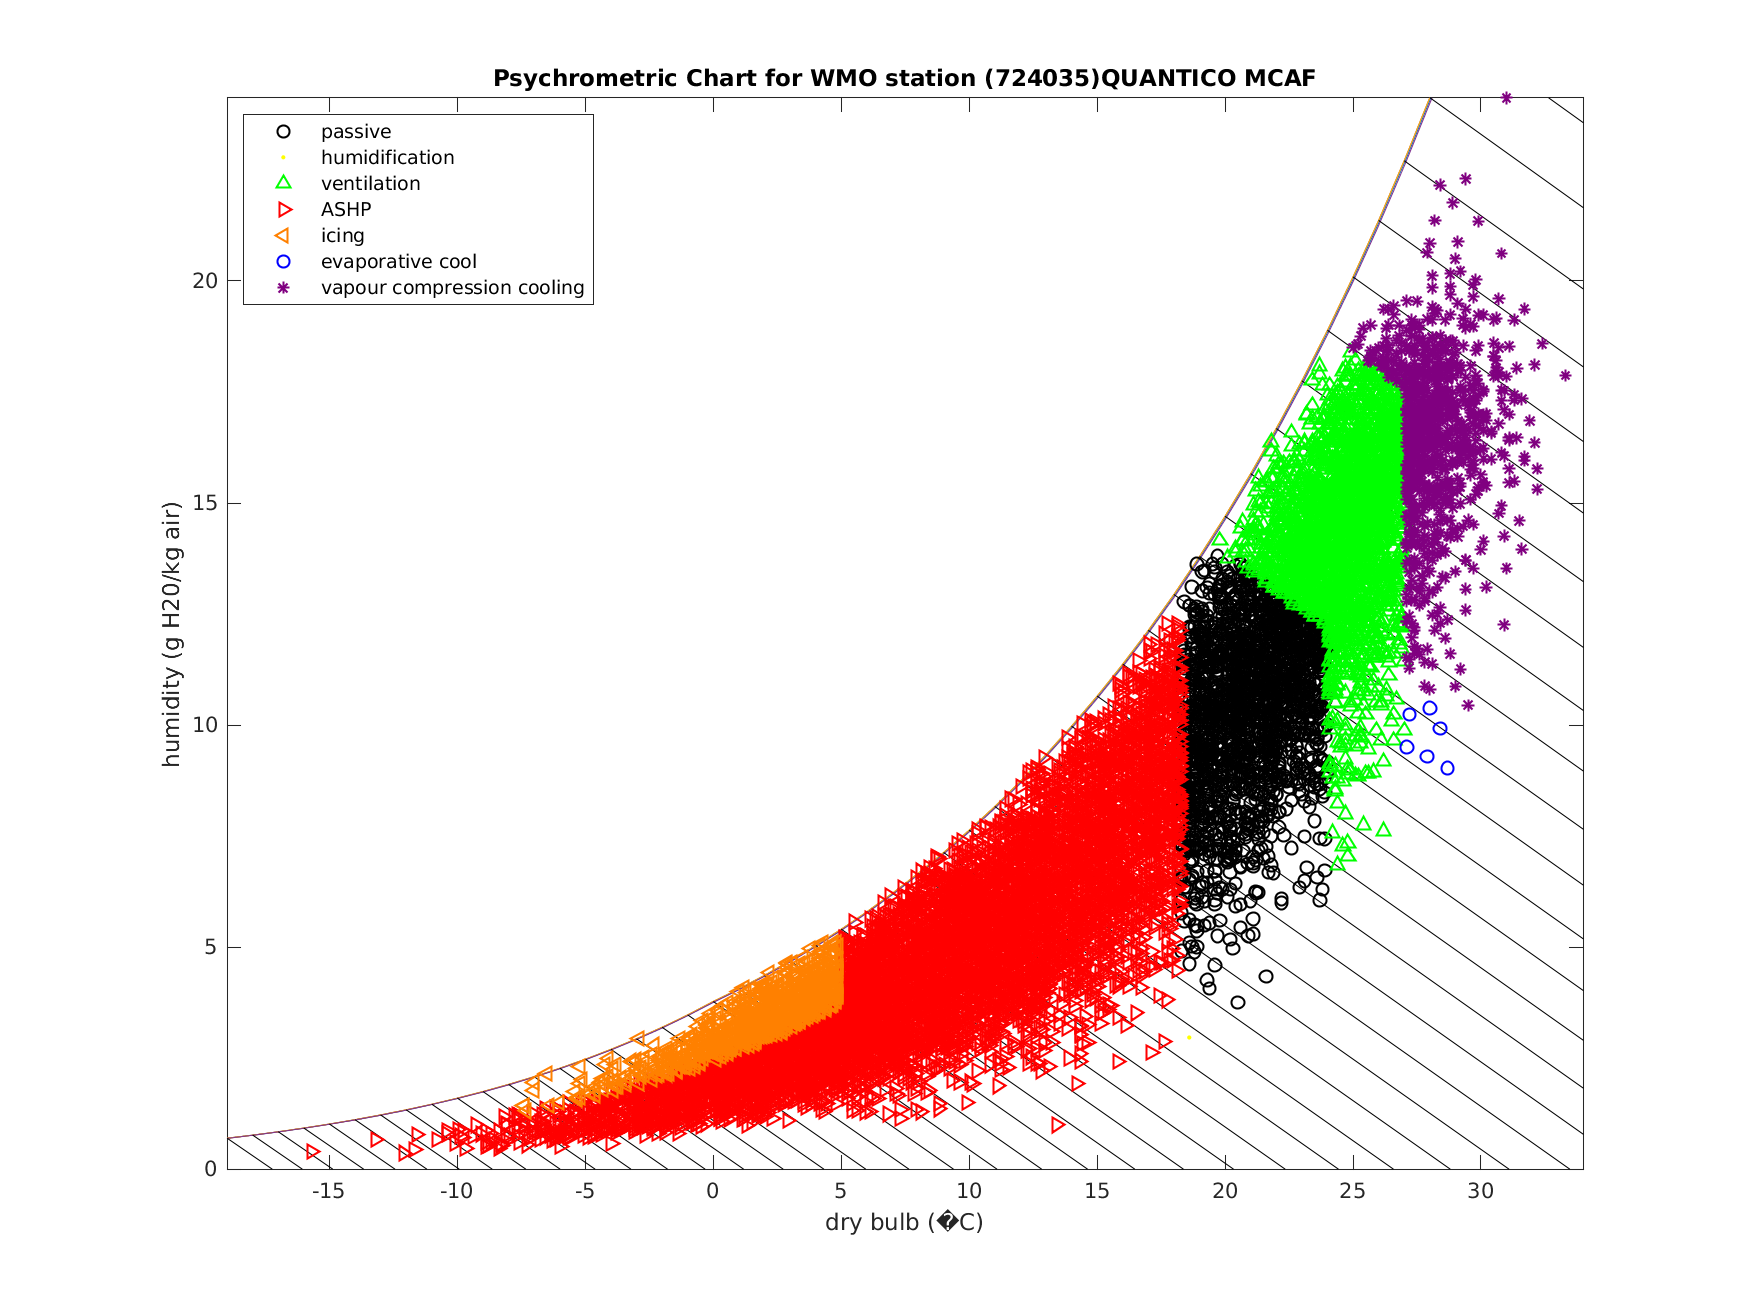 Psychrometric Chart for WMO station (724035)QUANTICO MCAF
passive
humidification
ventilation
ASHP
icing
evaporative cool
vapour compression cooling
humidity (g H20/kg air)
20
15
10
5
0
-15 -10 -5 0 5 10 15 20 25 30
dry bulb (�C)